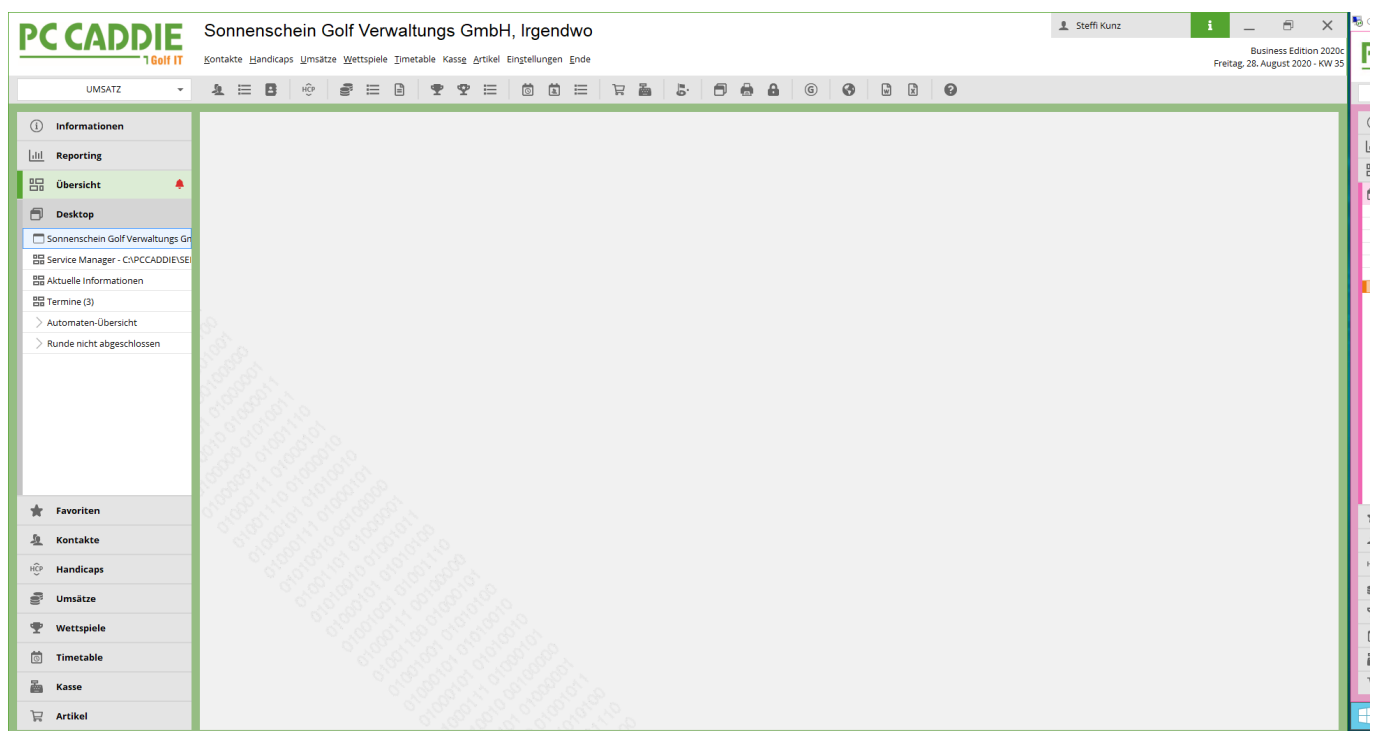 PC CADDIE
Golf IT
Sonnenschein Golf Verwaltungs GmbH, Irgendwo
Steffi Kunz
i
Kontakte Handicaps Umsätze Wettspiele Timetable Kasse Artikel Einstellungen Ende
Business Edition 2020c
Freitag, 28. August 2020 - KW 35
UMSATZ
HCP
G
W
X
?
Informationen
Reporting
Übersicht
Desktop
Sonnenschein Golf Verwaltungs Gm
Service Manager - C:\PCCADDIE\SE
Aktuelle Informationen
Termine (3)
Automaten-Übersicht
Runde nicht abgeschlossen
Favoriten
Kontakte
HCP Handicaps
Umsätze
Wettspiele
Timetable
Kasse
Artikel